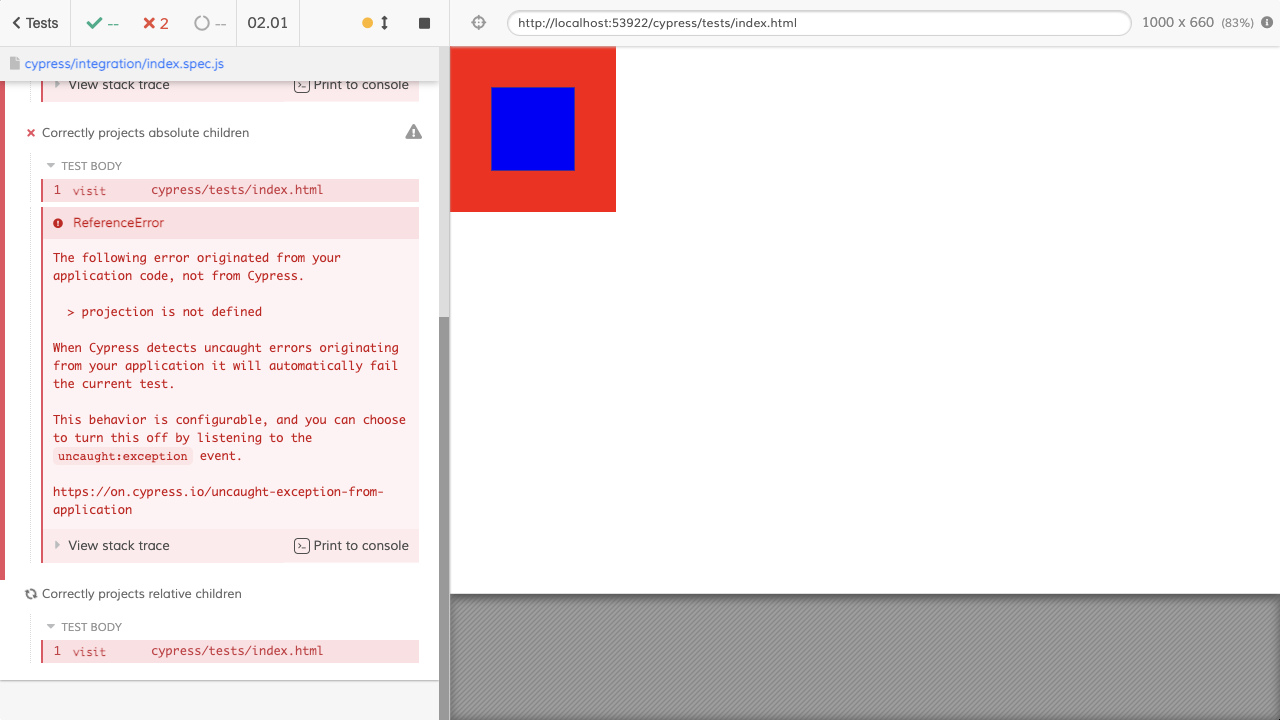 Tests -- 2 -- 02.01
http://localhost:53922/cypress/tests/index.html 1000 x 660 (83%)
cypress/integration/index.spec.js
View stack trace Print to console
Correctly projects absolute children
TEST BODY
1 visit cypress/tests/index.html
ReferenceError
The following error originated from your
application code, not from Cypress.
> projection is not defined
When Cypress detects uncaught errors originating
from your application it will automatically fail
the current test.
This behavior is configurable, and you can choose
to turn this off by listening to the
uncaught:exception event.
https://on.cypress.io/uncaught-exception-from-
application
View stack trace Print to console
Correctly projects relative children
TEST BODY
1 visit cypress/tests/index.html